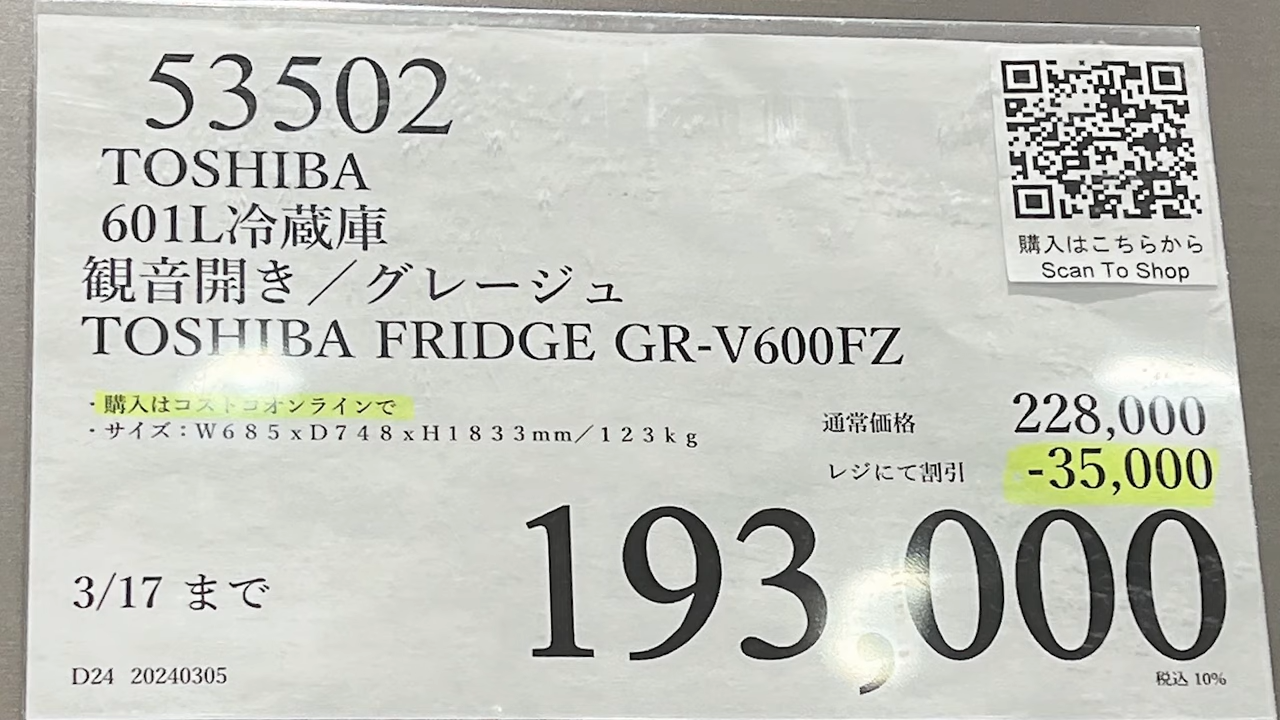 53502
TOSHIBA
601L冷蔵庫
観音開き／グレージュ
TOSHIBA FRIDGE GR-V600FZ
購入はこちらから
Scan To Shop
・購入はコストコオンラインで
・サイズ：W685xD748xH1833mm／123kg
通常価格 228,000
レジにて割引 -35,000
193,000
3/17 まで
税込 10%
D24 20240305